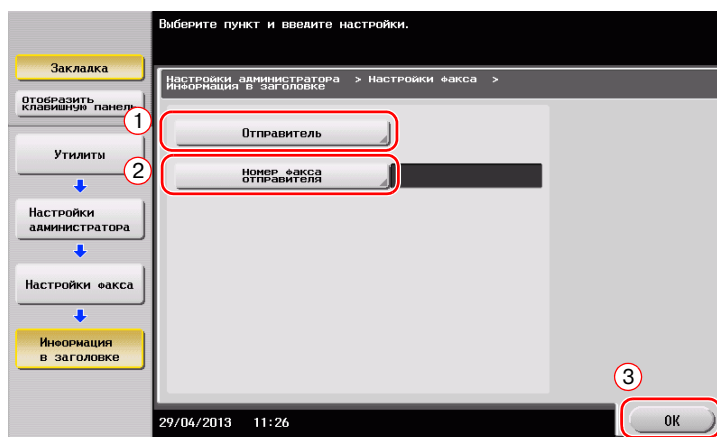 Выберите пункт и введите настройки.
Закладка
Отобразить
клавишную панель
Настройки администратора > Настройки факса >
Информация в заголовке
1
Отправитель
2
Номер факса
отправителя
Утилиты
Настройки
администратора
Настройки факса
Информация
в заголовке
3
29/04/2013 11:26
OK